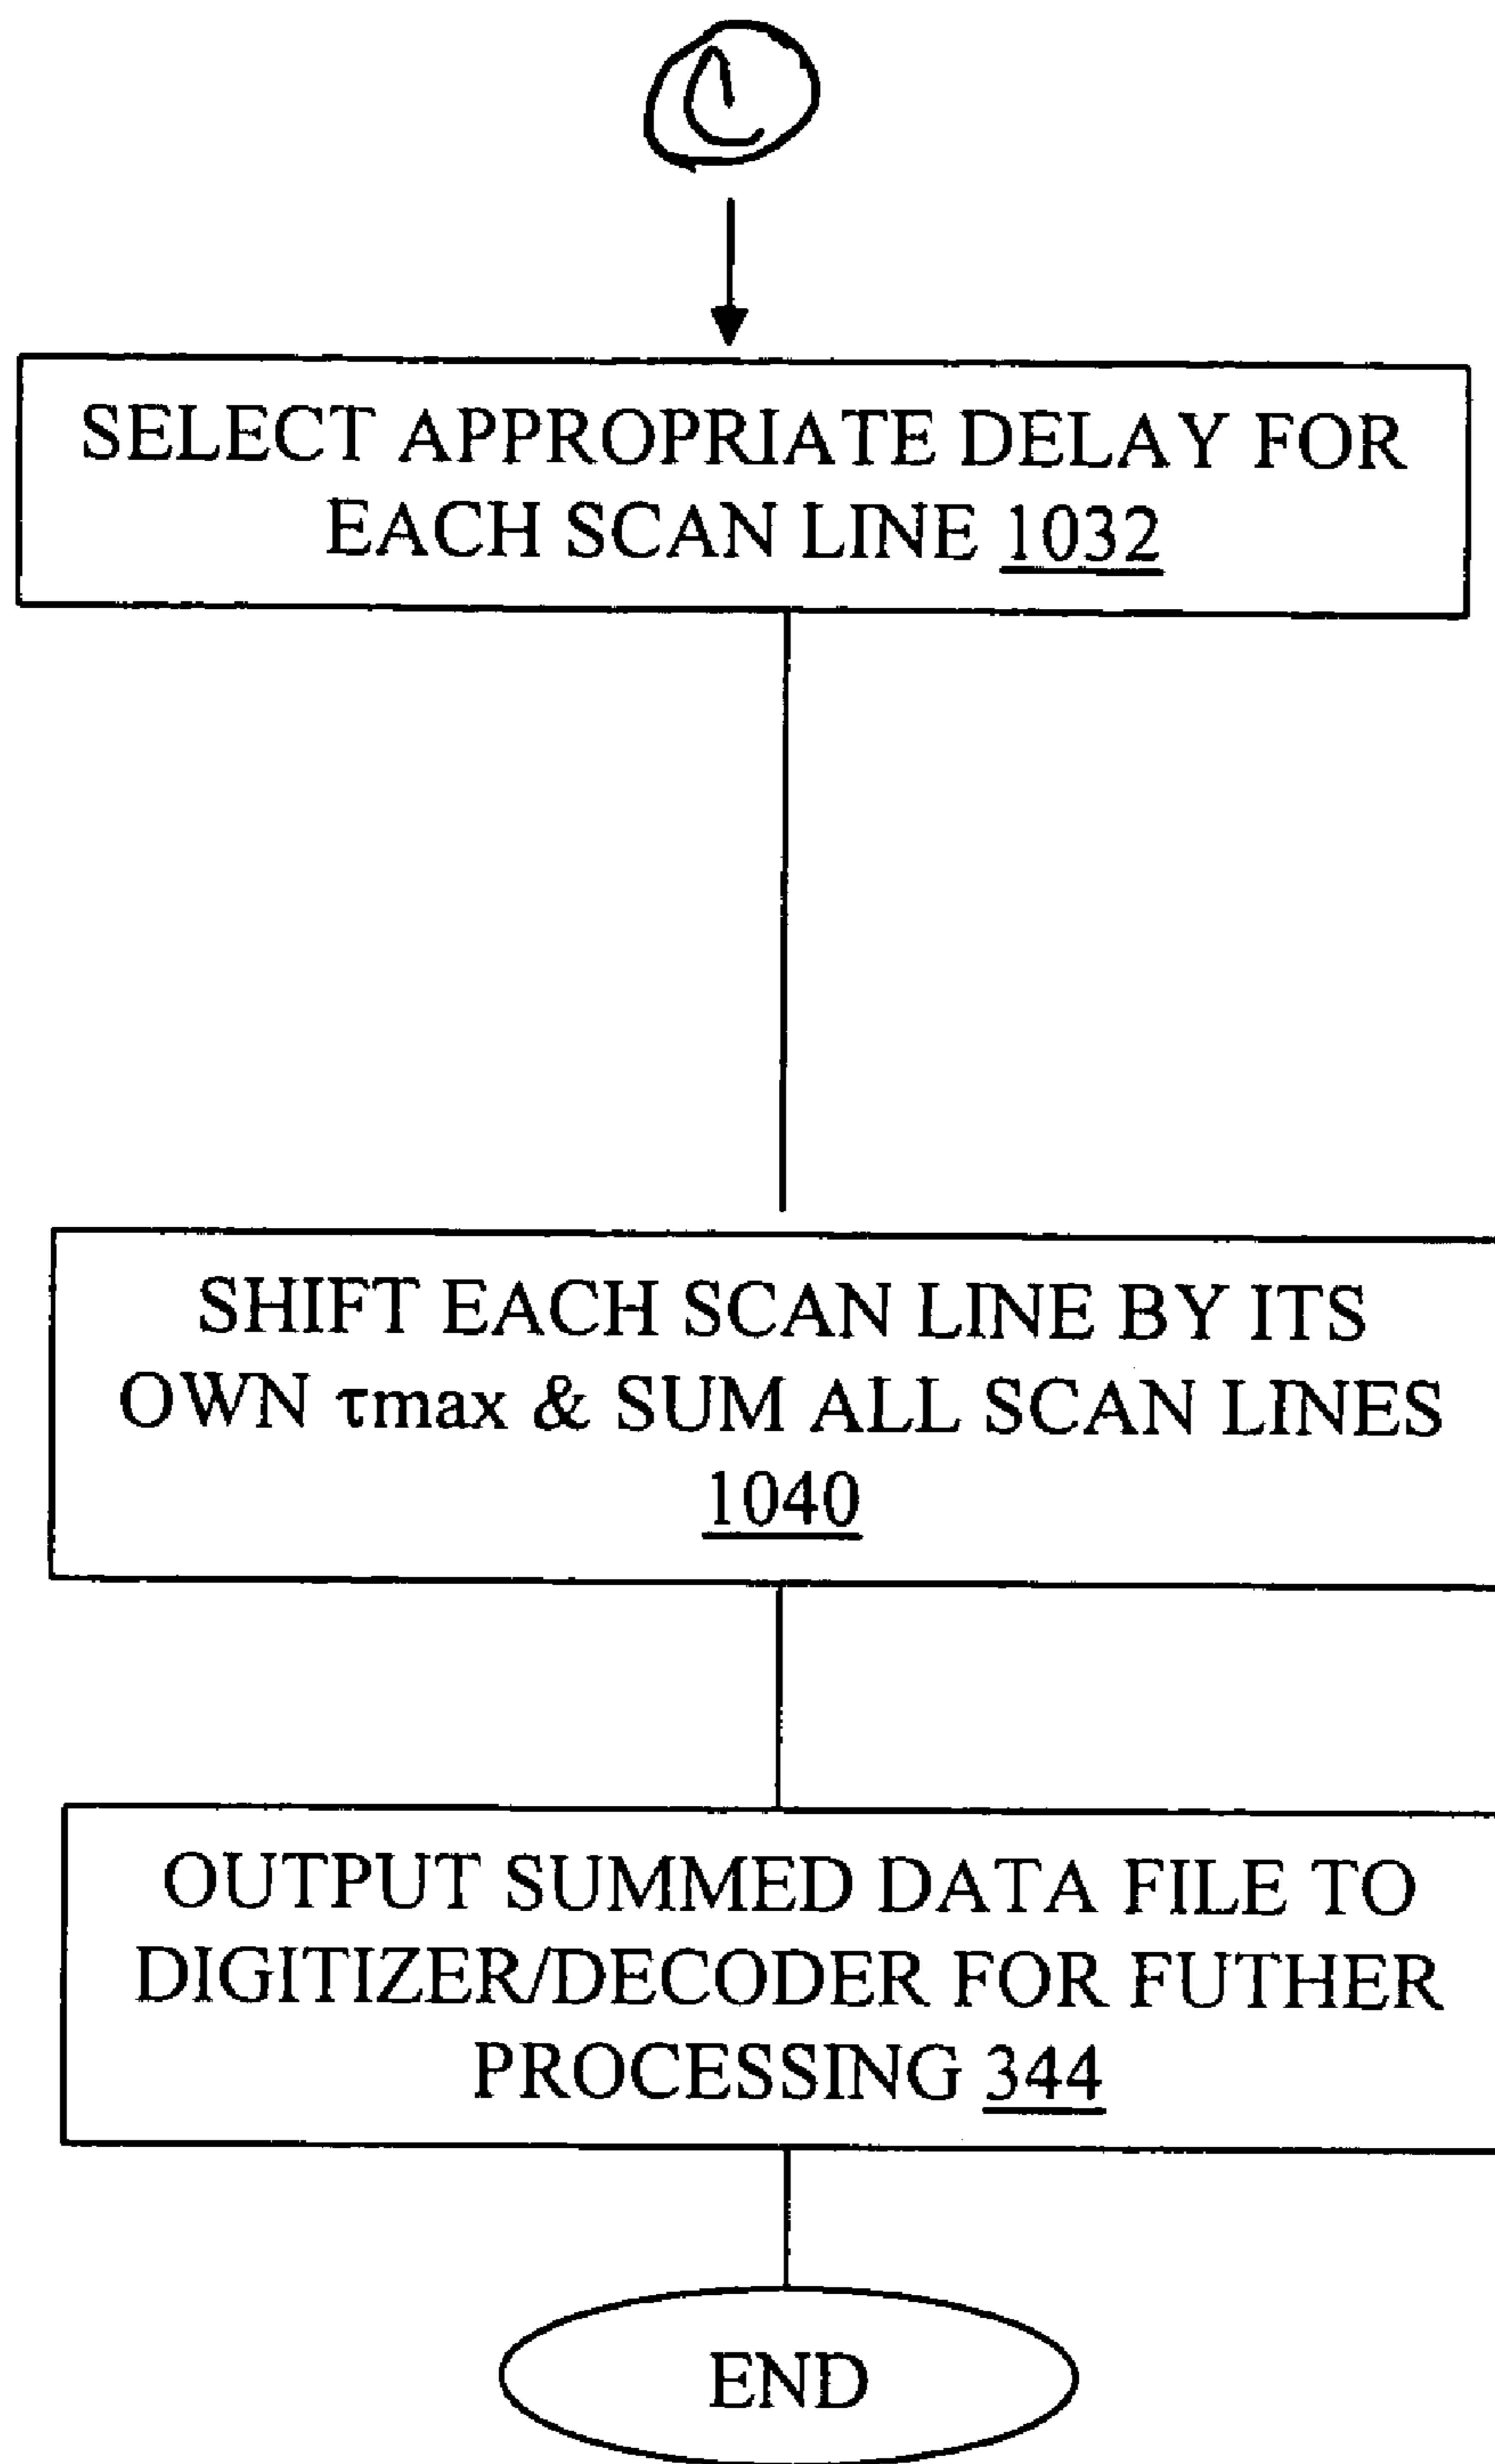 C
SELECT APPROPRIATE DELAY FOR
EACH SCAN LINE 1032
SHIFT EACH SCAN LINE BY ITS
OWN τmax & SUM ALL SCAN LINES
1040
OUTPUT SUMMED DATA FILE TO
DIGITIZER/DECODER FOR FUTHER
PROCESSING 344
END